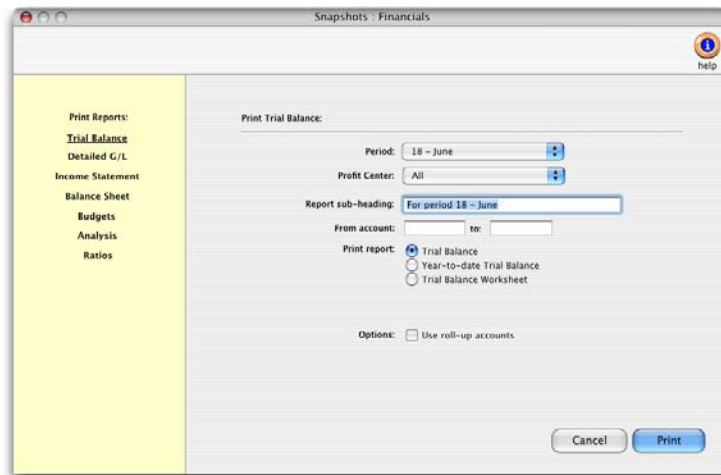 Snapshots : Financials
help
Print Reports:
Trial Balance
Detailed G/L
Income Statement
Balance Sheet
Budgets
Analysis
Ratios
Print Trial Balance:
Period: 18 - June
Profit Center: All
Report sub-heading: For period 18 - June
From account: to:
Print report: Trial Balance
Year-to-date Trial Balance
Trial Balance Worksheet
Options: Use roll-up accounts
Cancel Print